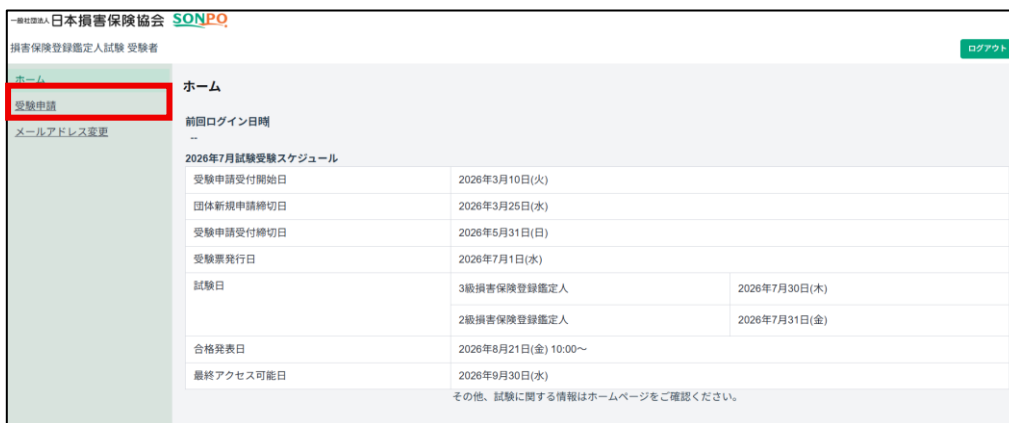 一般社団法人日本損害保険協会 SONPO
損害保険登録鑑定人試験 受験者
ログアウト
ホーム
受験申請
メールアドレス変更
ホーム
前回ログイン日時
--
2026年7月試験受験スケジュール
受験申請受付開始日 2026年3月10日(火)
団体新規申請締切日 2026年3月25日(水)
受験申請受付締切日 2026年5月31日(日)
受験票発行日 2026年7月1日(水)
試験日 3級損害保険登録鑑定人 2026年7月30日(木)
2級損害保険登録鑑定人 2026年7月31日(金)
合格発表日 2026年8月21日(金) 10:00～
最終アクセス可能日 2026年9月30日(水)
その他、試験に関する情報はホームページをご確認ください。